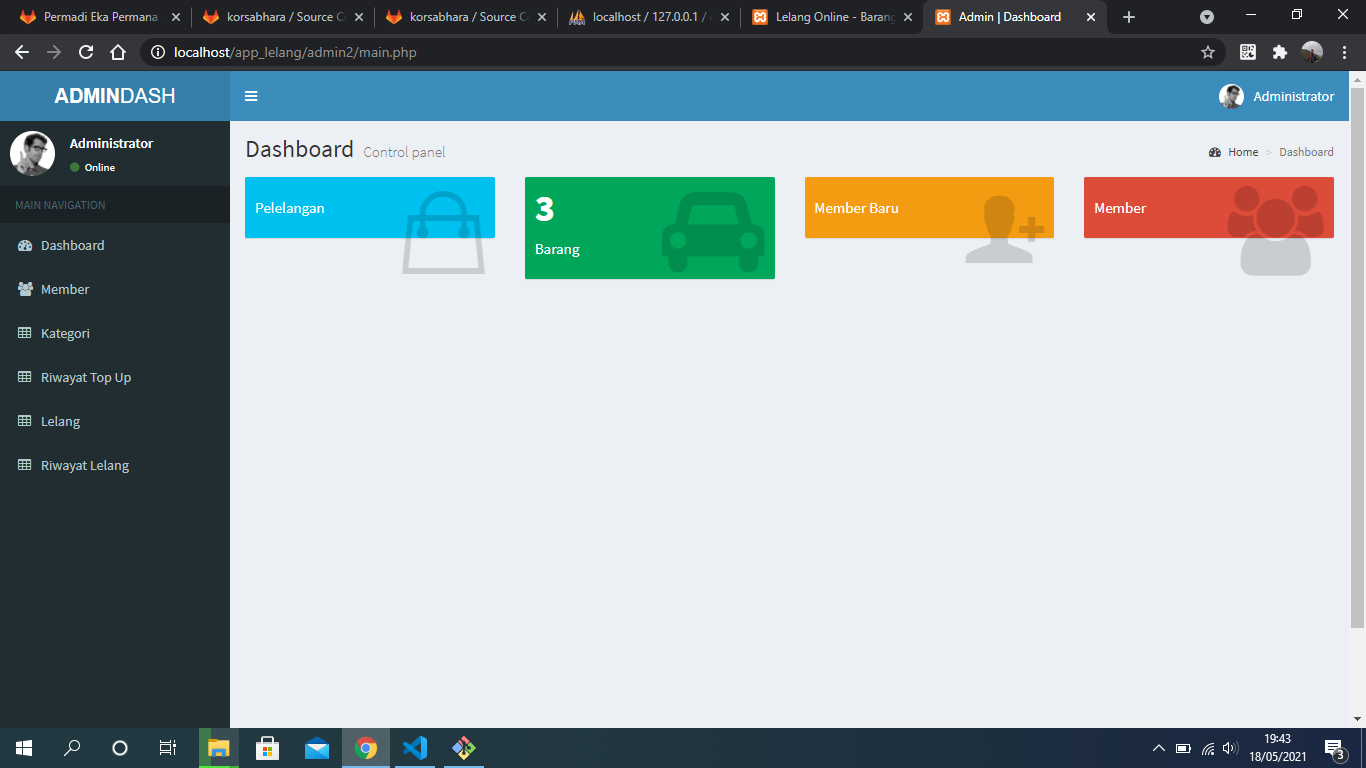 Permadi Eka Permana
korsabhara / Source C
korsabhara / Source C
localhost / 127.0.0.1 /
Lelang Online - Barang
Admin | Dashboard
localhost/app_lelang/admin2/main.php
ADMINDASH
Administrator
Administrator
Online
MAIN NAVIGATION
Dashboard
Member
Kategori
Riwayat Top Up
Lelang
Riwayat Lelang
Dashboard Control panel
Home > Dashboard
Pelelangan
3
Barang
Member Baru
Member
19:43
18/05/2021
3